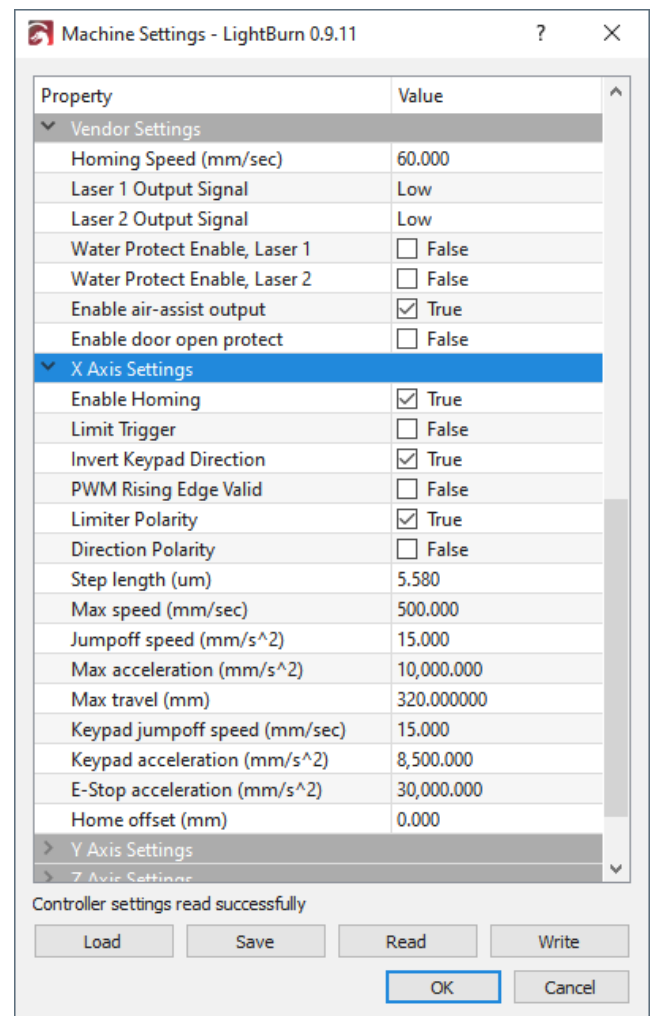 Machine Settings - LightBurn 0.9.11 ?
Property Value
Vendor Settings
Homing Speed (mm/sec) 60.000
Laser 1 Output Signal Low
Laser 2 Output Signal Low
Water Protect Enable, Laser 1 False
Water Protect Enable, Laser 2 False
Enable air-assist output True
Enable door open protect False
X Axis Settings
Enable Homing True
Limit Trigger False
Invert Keypad Direction True
PWM Rising Edge Valid False
Limiter Polarity True
Direction Polarity False
Step length (um) 5.580
Max speed (mm/sec) 500.000
Jumpoff speed (mm/s^2) 15.000
Max acceleration (mm/s^2) 10,000.000
Max travel (mm) 320.000000
Keypad jumpoff speed (mm/sec) 15.000
Keypad acceleration (mm/s^2) 8,500.000
E-Stop acceleration (mm/s^2) 30,000.000
Home offset (mm) 0.000
Y Axis Settings
Z Axis Settings
Controller settings read successfully
Load Save Read Write
OK Cancel